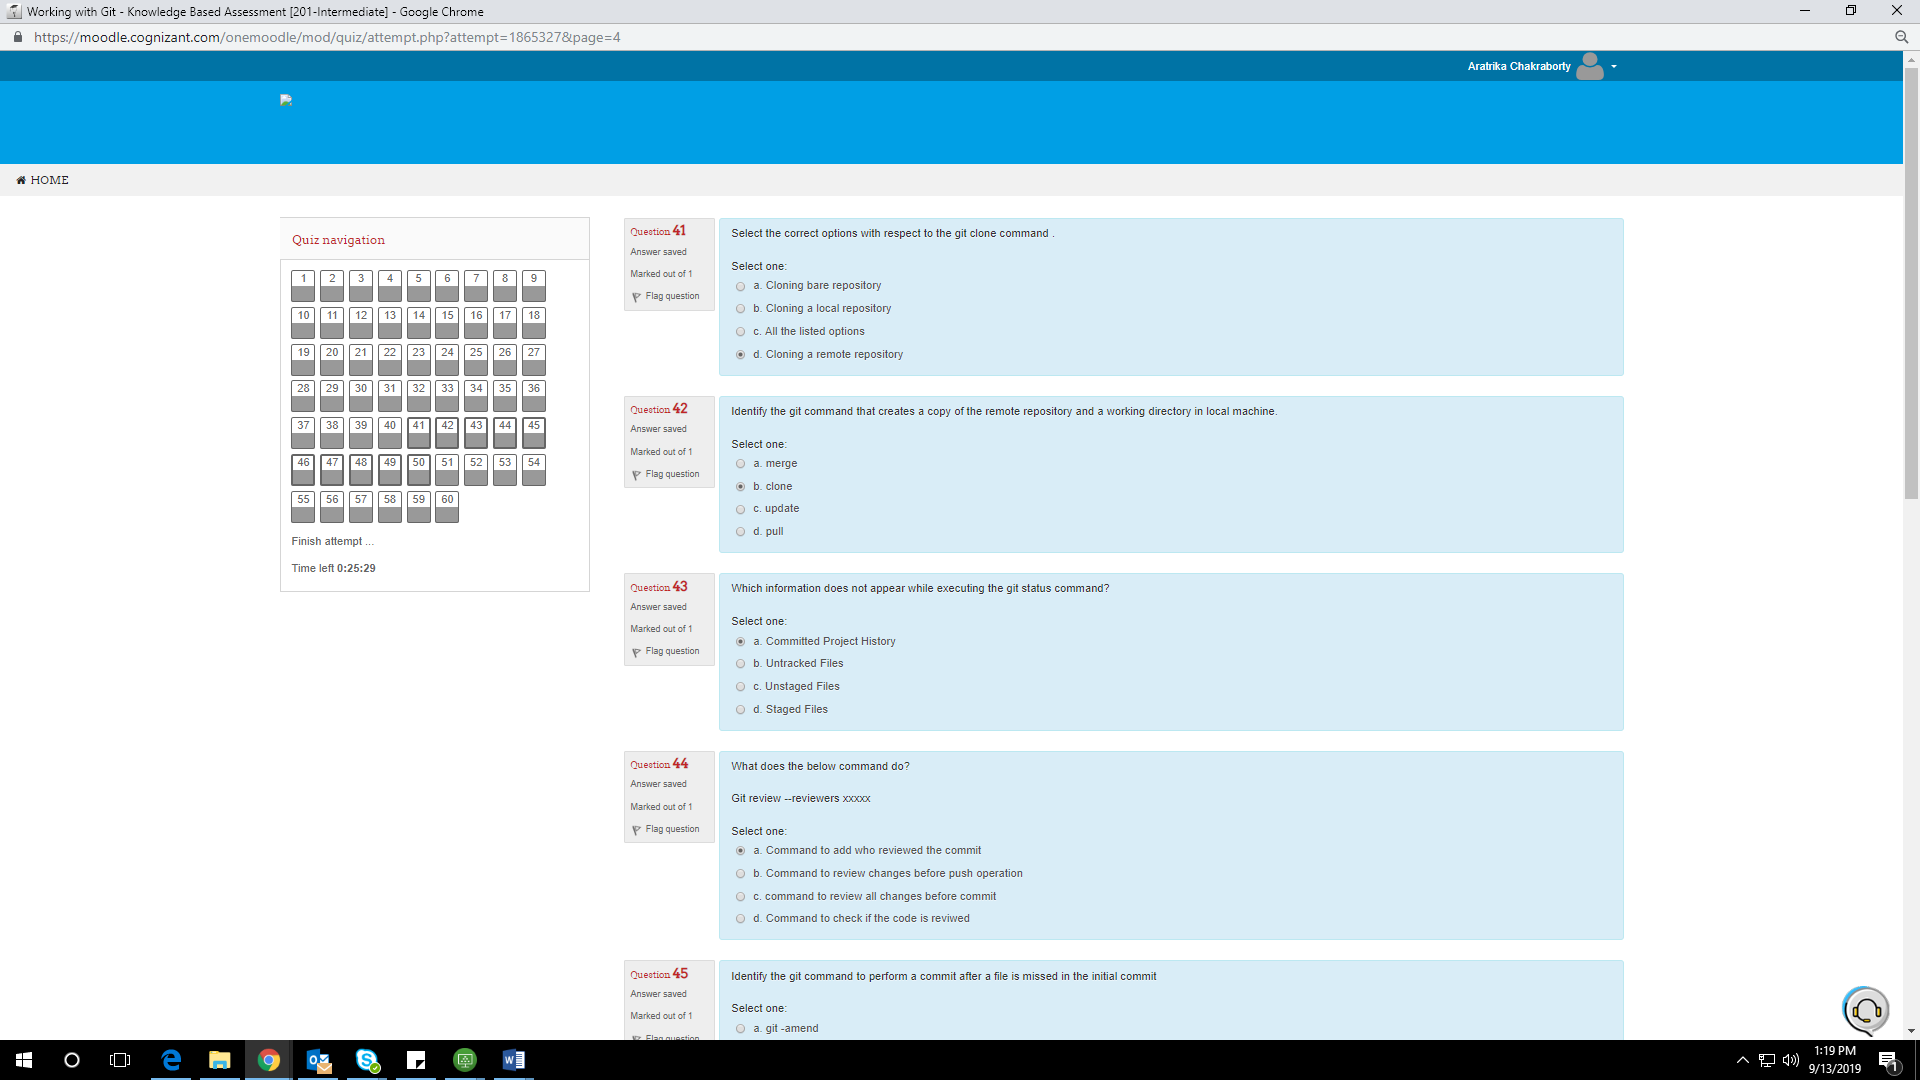 Working with Git - Knowledge Based Assessment [201-Intermediate] - Google Chrome
https://moodle.cognizant.com/onemoodle/mod/quiz/attempt.php?attempt=1865327&page=4
Aratrika Chakraborty
HOME
Quiz navigation
1 2 3 4 5 6 7 8 9
10 11 12 13 14 15 16 17 18
19 20 21 22 23 24 25 26 27
28 29 30 31 32 33 34 35 36
37 38 39 40 41 42 43 44 45
46 47 48 49 50 51 52 53 54
55 56 57 58 59 60
Finish attempt ...
Time left 0:25:29
Question 41
Answer saved
Marked out of 1
Flag question
Select the correct options with respect to the git clone command .
Select one:
a. Cloning bare repository
b. Cloning a local repository
c. All the listed options
d. Cloning a remote repository
Question 42
Answer saved
Marked out of 1
Flag question
Identify the git command that creates a copy of the remote repository and a working directory in local machine.
Select one:
a. merge
b. clone
c. update
d. pull
Question 43
Answer saved
Marked out of 1
Flag question
Which information does not appear while executing the git status command?
Select one:
a. Committed Project History
b. Untracked Files
c. Unstaged Files
d. Staged Files
Question 44
Answer saved
Marked out of 1
Flag question
What does the below command do?
Git review --reviewers xxxxx
Select one:
a. Command to add who reviewed the commit
b. Command to review changes before push operation
c. command to review all changes before commit
d. Command to check if the code is reviwed
Question 45
Answer saved
Marked out of 1
Flag question
Identify the git command to perform a commit after a file is missed in the initial commit
Select one:
a. git -amend
1:19 PM
9/13/2019
1